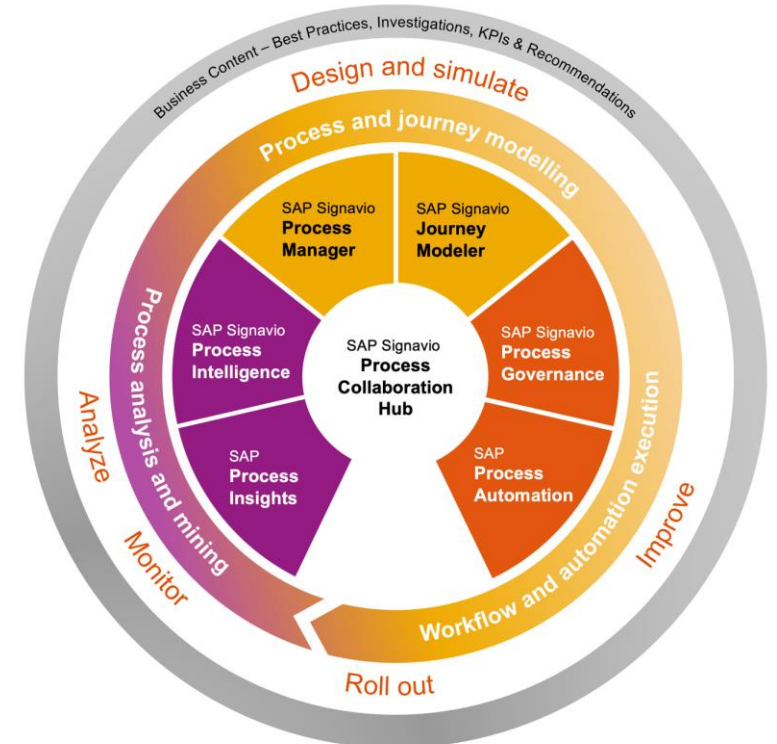 Business Content – Best Practices, Investigations, KPIs & Recommendations
Design and simulate
Process and journey modelling
SAP Signavio
Process
Manager
SAP Signavio
Journey
Modeler
SAP Signavio
Process
Intelligence
SAP Signavio
Process
Collaboration
Hub
SAP Signavio
Process
Governance
SAP
Process
Insights
SAP
Process
Automation
Process analysis and mining
Workflow and automation execution
Analyze
Monitor
Improve
Roll out